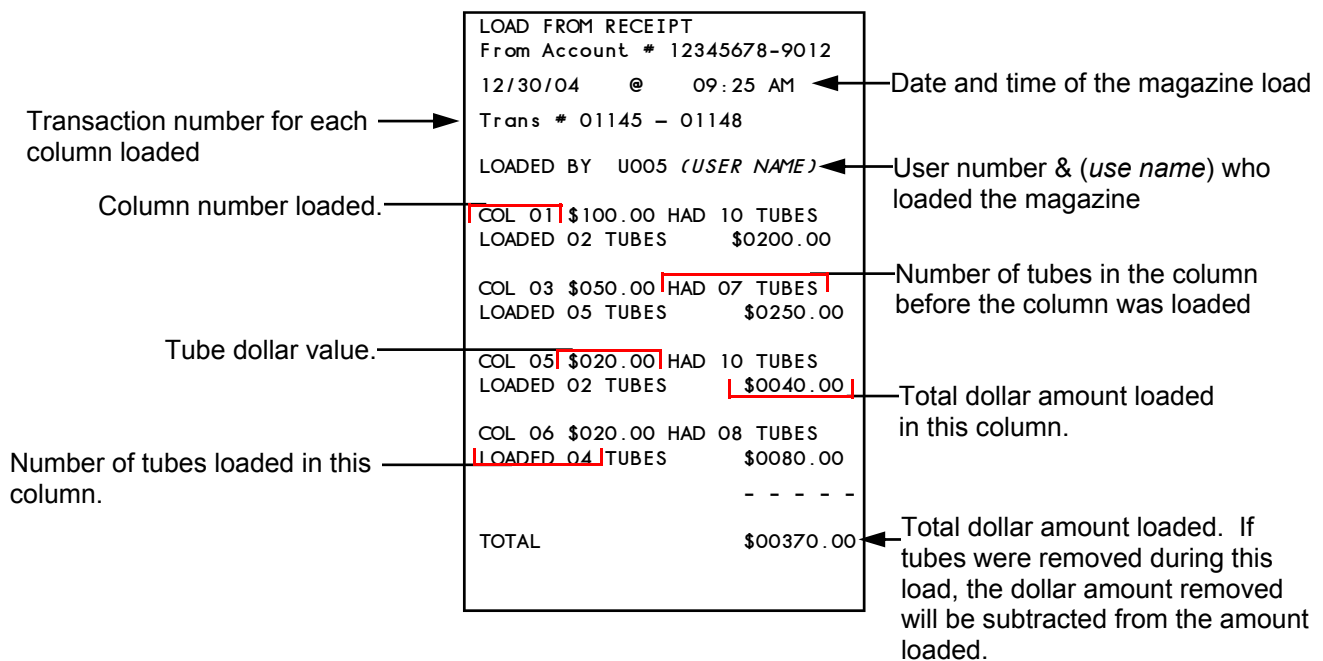 LOAD FROM RECEIPT
From Account # 12345678-9012
12/30/04 @ 09:25 AM
Date and time of the magazine load
Transaction number for each
column loaded
Trans # 01145 – 01148
LOADED BY U005 (USER NAME)
User number & (use name) who
loaded the magazine
Column number loaded.
COL 01 $100.00 HAD 10 TUBES
LOADED 02 TUBES $0200.00
Number of tubes in the column
before the column was loaded
COL 03 $050.00 HAD 07 TUBES
LOADED 05 TUBES $0250.00
Tube dollar value.
COL 05 $020.00 HAD 10 TUBES
LOADED 02 TUBES $0040.00
Total dollar amount loaded
in this column.
COL 06 $020.00 HAD 08 TUBES
LOADED 04 TUBES $0080.00
Number of tubes loaded in this
column.
- - - - -
TOTAL $00370.00
Total dollar amount loaded. If
tubes were removed during this
load, the dollar amount removed
will be subtracted from the amount
loaded.